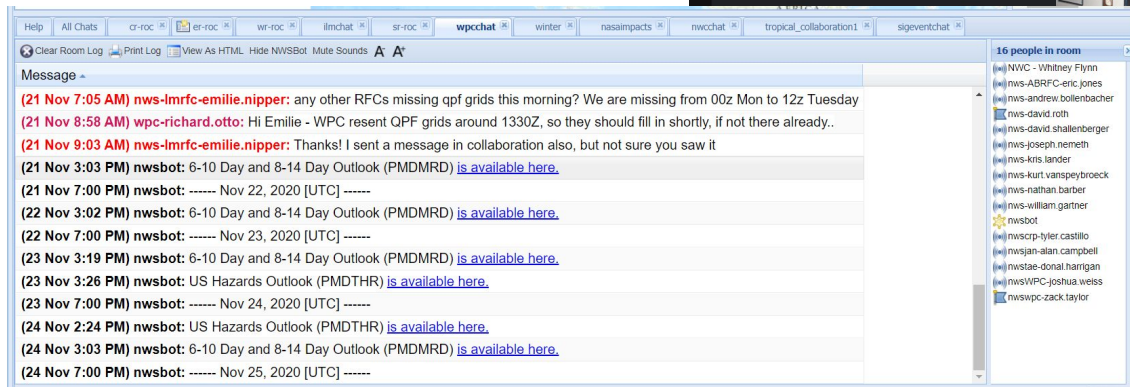 AFRICA
Help All Chats cr-roc er-roc wr-roc ilmchat sr-roc wpcchat winter nasaimpacts nwcchat tropical_collaboration1 sigeventchat
Clear Room Log Print Log View As HTML Hide NWSBot Mute Sounds A- A+
16 people in room
Message
(21 Nov 7:05 AM) nws-lmrfc-emilie.nipper: any other RFCs missing qpf grids this morning? We are missing from 00z Mon to 12z Tuesday
(21 Nov 8:58 AM) wpc-richard.otto: Hi Emilie - WPC resent QPF grids around 1330Z, so they should fill in shortly, if not there already..
(21 Nov 9:03 AM) nws-lmrfc-emilie.nipper: Thanks! I sent a message in collaboration also, but not sure you saw it
(21 Nov 3:03 PM) nwsbot: 6-10 Day and 8-14 Day Outlook (PMDMRD) is available here.
(21 Nov 7:00 PM) nwsbot: ------ Nov 22, 2020 [UTC] ------
(22 Nov 3:02 PM) nwsbot: 6-10 Day and 8-14 Day Outlook (PMDMRD) is available here.
(22 Nov 7:00 PM) nwsbot: ------ Nov 23, 2020 [UTC] ------
(23 Nov 3:19 PM) nwsbot: 6-10 Day and 8-14 Day Outlook (PMDMRD) is available here.
(23 Nov 3:26 PM) nwsbot: US Hazards Outlook (PMDTHR) is available here.
(23 Nov 7:00 PM) nwsbot: ------ Nov 24, 2020 [UTC] ------
(24 Nov 2:24 PM) nwsbot: US Hazards Outlook (PMDTHR) is available here.
(24 Nov 3:03 PM) nwsbot: 6-10 Day and 8-14 Day Outlook (PMDMRD) is available here.
(24 Nov 7:00 PM) nwsbot: ------ Nov 25, 2020 [UTC] ------
NWC - Whitney Flynn
nws-ABRFC-eric.jones
nws-andrew.bollenbacher
nws-david.roth
nws-david.shallenberger
nws-joseph.nemeth
nws-kris.lander
nws-kurt.vanspeybroeck
nws-nathan.barber
nws-william.gartner
nwsbot
nwscrp-tyler.castillo
nwsjan-alan.campbell
nwstae-donal.harrigan
nwsWPC-joshua.weiss
nwswpc-zack.taylor